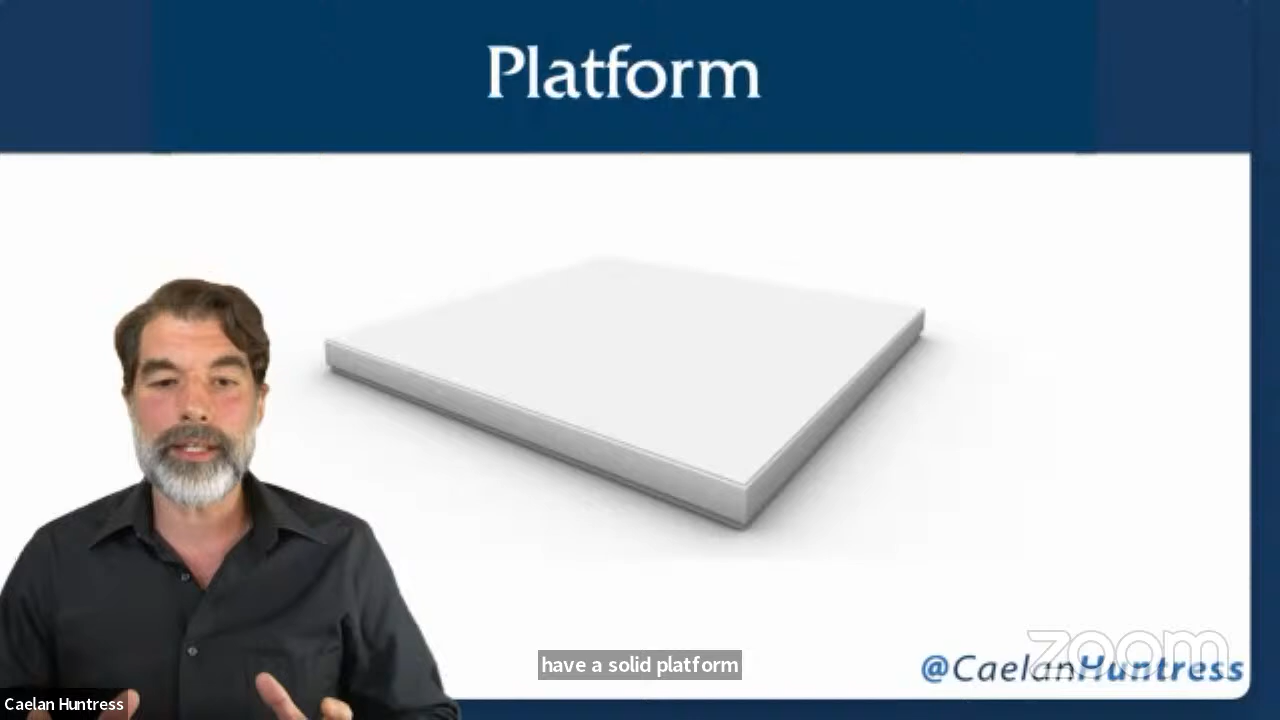 Platform
have a solid platform
zoom
@CaelanHuntress
Caelan Huntress